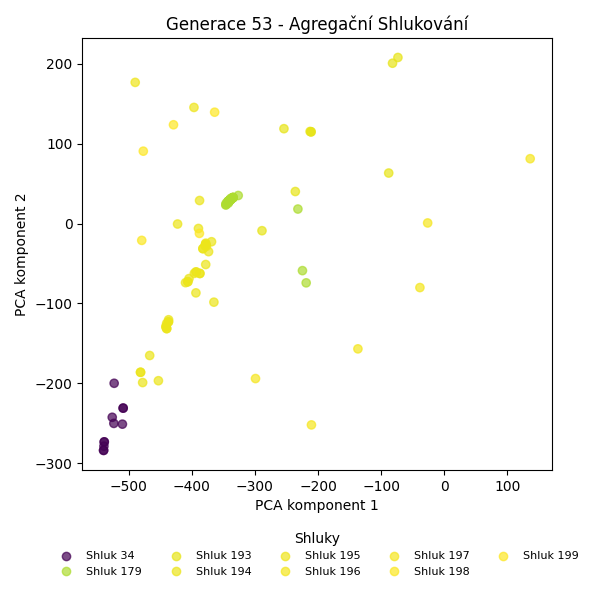 Generace 53 - Agregační Shlukování
PCA komponent 2
200
100
0
−100
−200
−300
−500 −400 −300 −200 −100 0 100
PCA komponent 1
Shluky
Shluk 34 Shluk 193 Shluk 195 Shluk 197 Shluk 199
Shluk 179 Shluk 194 Shluk 196 Shluk 198